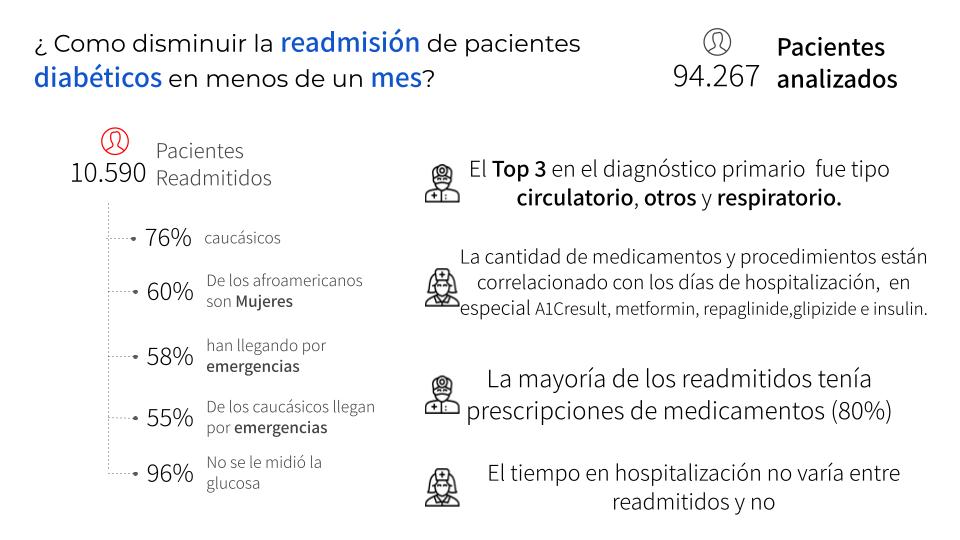 ¿ Como disminuir la readmisión de pacientes
diabéticos en menos de un mes?
94.267
Pacientes
analizados
10.590
Pacientes
Readmitidos
76% caucásicos
60%
De los afroamericanos
son Mujeres
58%
han llegando por
emergencias
55%
De los caucásicos llegan
por emergencias
96%
No se le midió la
glucosa
El Top 3 en el diagnóstico primario fue tipo
circulatorio, otros y respiratorio.
La cantidad de medicamentos y procedimientos están
correlacionado con los días de hospitalización, en
especial A1Cresult, metformin, repaglinide,glipizide e insulin.
La mayoría de los readmitidos tenía
prescripciones de medicamentos (80%)
El tiempo en hospitalización no varía entre
readmitidos y no